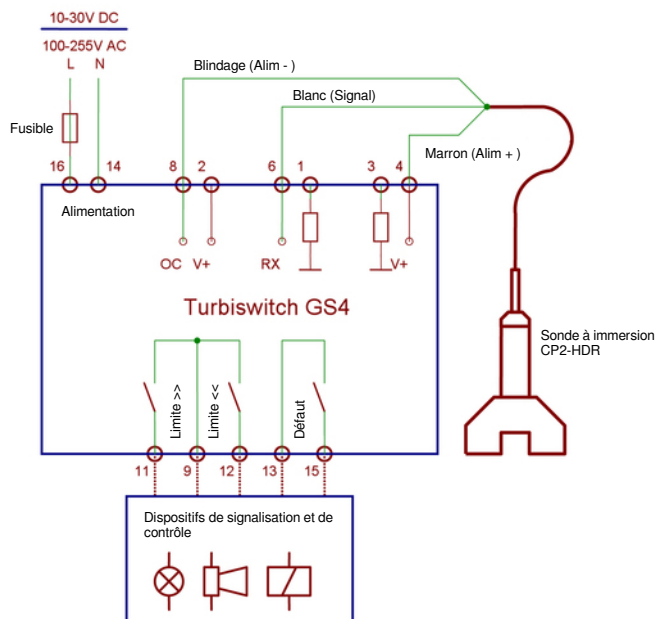 10-30V DC
100-255V AC
L N
Blindage (Alim - )
Blanc (Signal)
Fusible
Marron (Alim + )
16 14 8 2 6 1 3 4
Alimentation
OC V+ RX V+
Turbiswitch GS4
Sonde à immersion
CP2-HDR
Limite >>
Limite <<
Défaut
11 9 12 13 15
Dispositifs de signalisation et de
contrôle